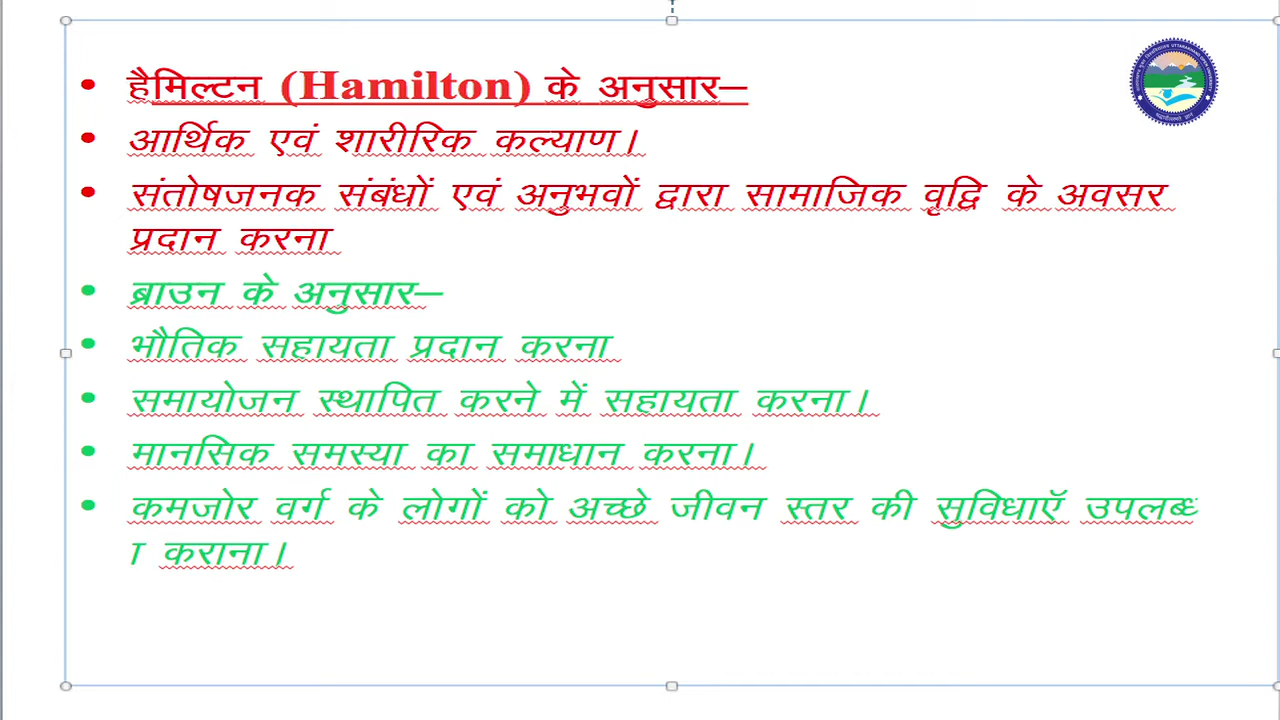 • हैमिल्टन (Hamilton) के अनुसार–
• आर्थिक एवं शारीरिक कल्याण।
• संतोषजनक संबंधों एवं अनुभवों द्वारा सामाजिक वृद्वि के अवसर
प्रदान करना
• ब्राउन के अनुसार–
• भौतिक सहायता प्रदान करना
• समायोजन स्थापित करने में सहायता करना।
• मानसिक समस्या का समाधान करना।
• कमजोर वर्ग के लोगों को अच्छे जीवन स्तर की सुविधाऍ उपलब्ध
ा कराना।